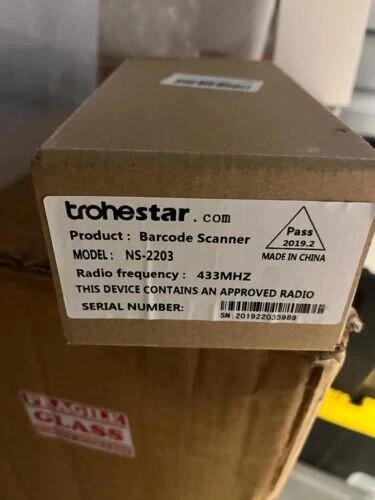 trohestar.com
Product : Barcode Scanner
MODEL: NS-2203
Radio frequency : 433MHZ
THIS DEVICE CONTAINS AN APPROVED RADIO
SERIAL NUMBER:
SN:201922035989
Pass
2019.2
MADE IN CHINA
FRAGILE
GLASS